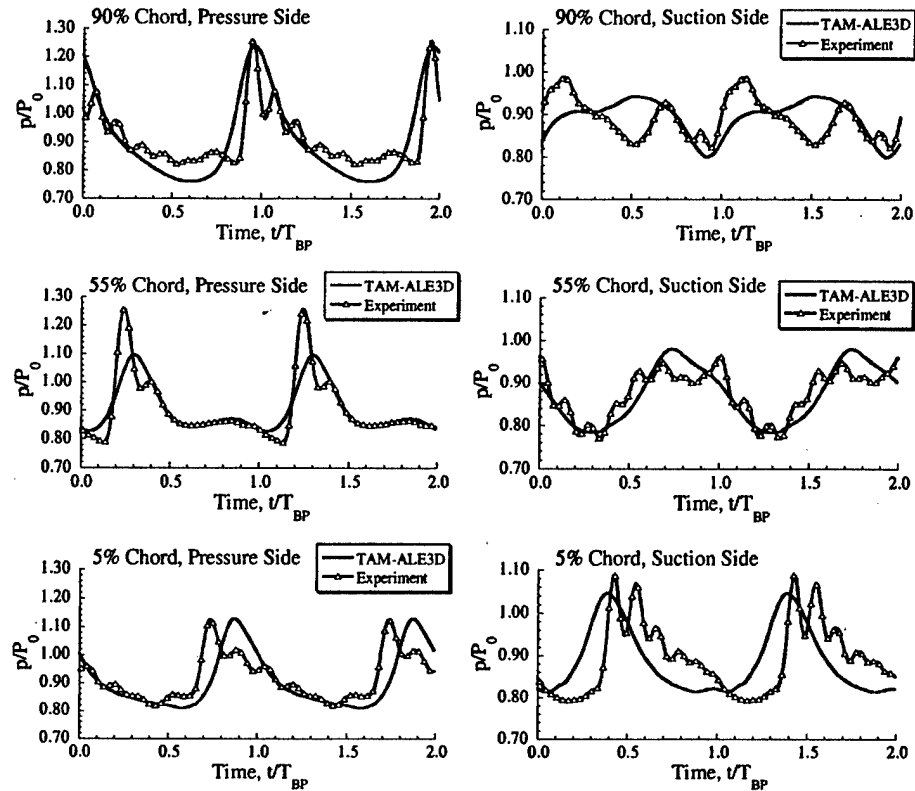 90% Chord, Pressure Side
1.30
1.20
1.10
1.00
0.90
0.80
0.70
p/P0
0.0 0.5 1.0 1.5 2.0
Time, t/TBP
90% Chord, Suction Side
TAM-ALE3D
Experiment
1.10
1.00
0.90
0.80
0.70
p/P0
0.0 0.5 1.0 1.5 2.0
Time, t/TBP
55% Chord, Pressure Side
TAM-ALE3D
Experiment
1.30
1.20
1.10
1.00
0.90
0.80
0.70
p/P0
0.0 0.5 1.0 1.5 2.0
Time, t/TBP
55% Chord, Suction Side
TAM-ALE3D
Experiment
1.10
1.00
0.90
0.80
0.70
p/P0
0.0 0.5 1.0 1.5 2.0
Time, t/TBP
5% Chord, Pressure Side
TAM-ALE3D
Experiment
1.30
1.20
1.10
1.00
0.90
0.80
0.70
p/P0
0.0 0.5 1.0 1.5 2.0
Time, t/TBP
5% Chord, Suction Side
TAM-ALE3D
Experiment
1.10
1.00
0.90
0.80
0.70
p/P0
0.0 0.5 1.0 1.5 2.0
Time, t/TBP